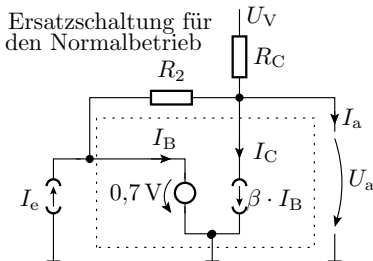 Ersatzschaltung für
den Normalbetrieb
U_V
R_C
R_2
I_a
I_B
I_C
U_a
I_e
0,7 V
β · I_B